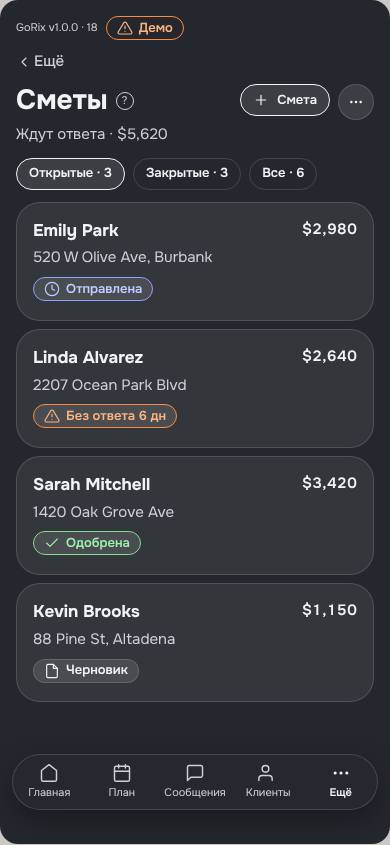 GoRix v1.0.0 · 18 Демо
Ещё
Сметы ? + Смета ...
Ждут ответа · $5,620
Открытые · 3 Закрытые · 3 Все · 6
Emily Park $2,980
520 W Olive Ave, Burbank
Отправлена
Linda Alvarez $2,640
2207 Ocean Park Blvd
Без ответа 6 дн
Sarah Mitchell $3,420
1420 Oak Grove Ave
Одобрена
Kevin Brooks $1,150
88 Pine St, Altadena
Черновик
Главная План Сообщения Клиенты Ещё